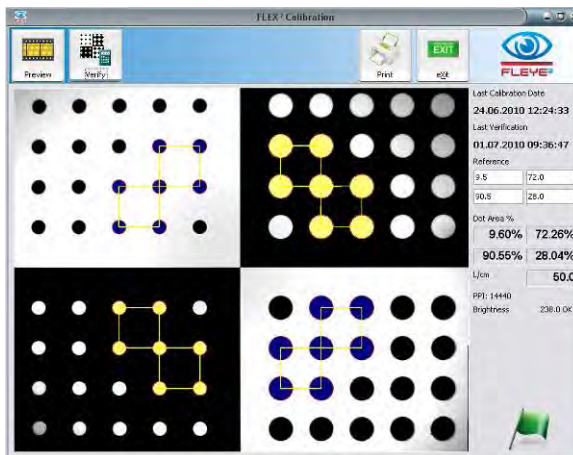 FLEX³ Calibration
Preview
Verify
Print
eXit
EXIT
FLEYE
Last Calibration Date
24.06.2010 12:24:33
Last Verification
01.07.2010 09:36:47
Reference
9.5 72.0
90.5 28.0
Dot Area %
9.60% 72.26%
90.55% 28.04%
L/cm 50.0
PPI: 14440
Brightness 238.0 OK